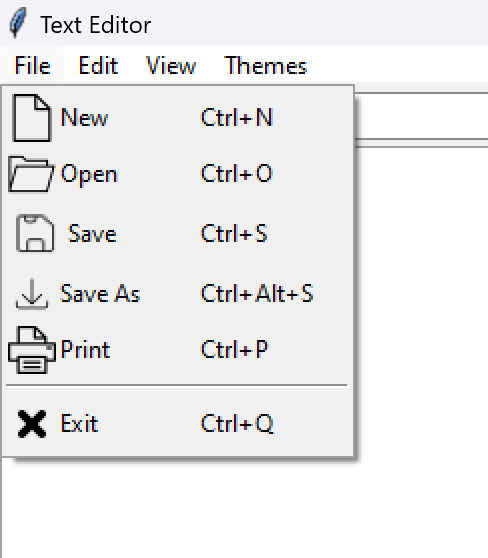 Text Editor
File Edit View Themes
New Ctrl+N
Open Ctrl+O
Save Ctrl+S
Save As Ctrl+Alt+S
Print Ctrl+P
Exit Ctrl+Q